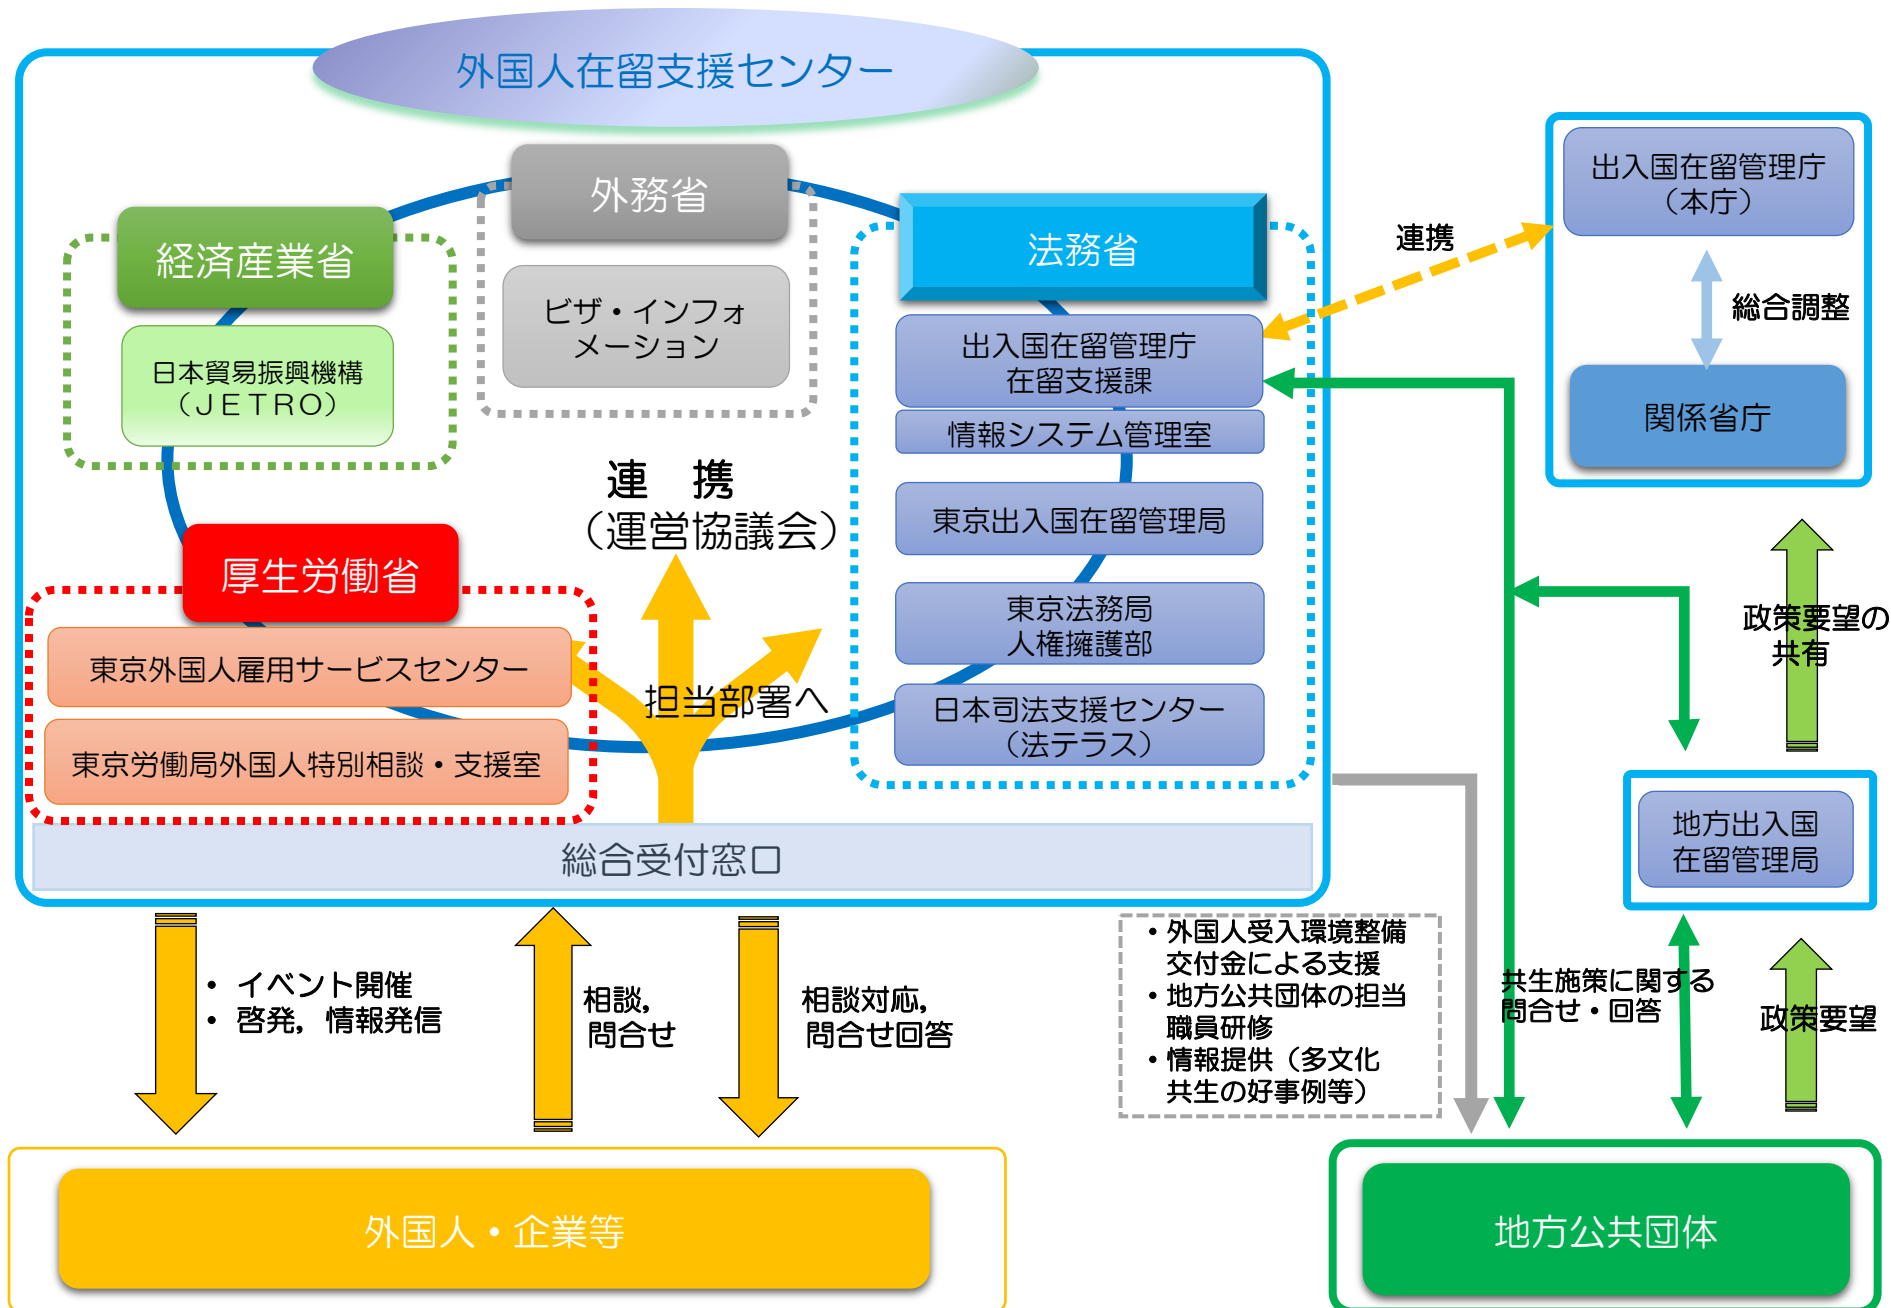 外国人在留支援センター
外務省
ビザ・インフォ
メーション
経済産業省
日本貿易振興機構
（ＪＥＴＲＯ）
法務省
出入国在留管理庁
在留支援課
情報システム管理室
東京出入国在留管理局
東京法務局
人権擁護部
日本司法支援センター
（法テラス）
連　携
（運営協議会）
厚生労働省
東京外国人雇用サービスセンター
東京労働局外国人特別相談・支援室
担当部署へ
総合受付窓口
連携
出入国在留管理庁
（本庁）
総合調整
関係省庁
政策要望の
共有
地方出入国
在留管理局
・ イベント開催
・ 啓発，情報発信
相談，
問合せ
相談対応，
問合せ回答
・外国人受入環境整備
交付金による支援
・地方公共団体の担当
職員研修
・情報提供（多文化
共生の好事例等）
共生施策に関する
問合せ・回答
政策要望
外国人・企業等
地方公共団体